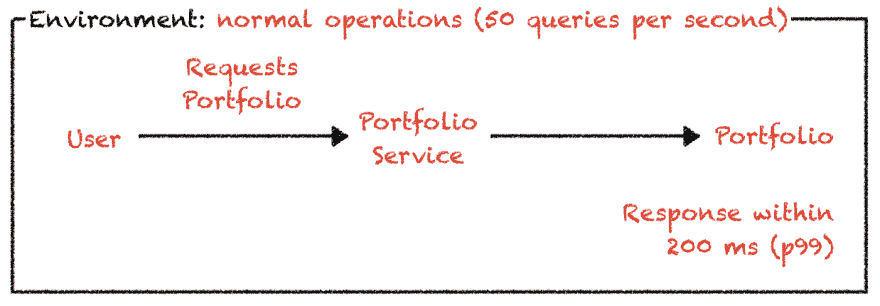 Environment: normal operations (50 queries per second)
Requests
Portfolio
User
Portfolio
Service
Portfolio
Response within
200 ms (p99)